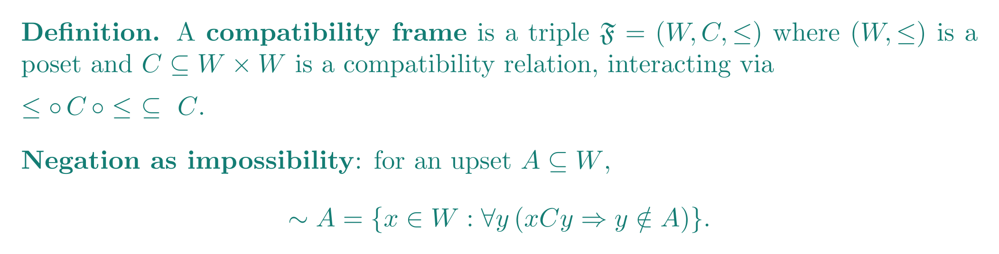 Definition. A compatibility frame is a triple 𝔉 = (W, C, ≤) where (W, ≤) is a
poset and C ⊆ W × W is a compatibility relation, interacting via
≤ ∘ C ∘ ≤ ⊆ C.
Negation as impossibility: for an upset A ⊆ W,
∼ A = {x ∈ W : ∀y (xCy ⇒ y ∉ A)}.